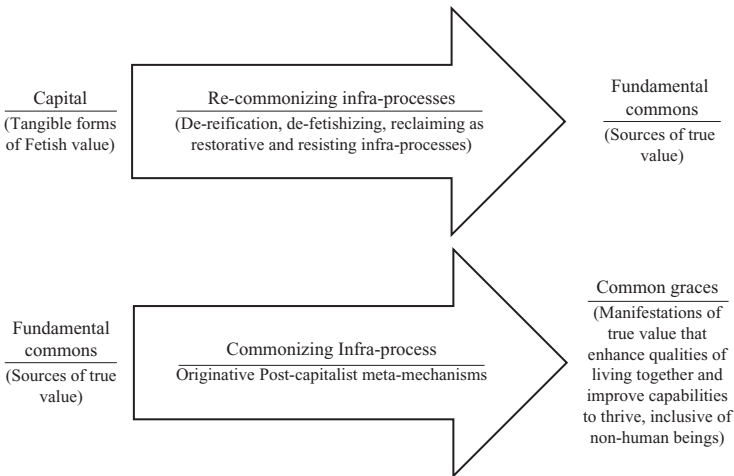 Capital
(Tangible forms
of Fetish value)
Re-commonizing infra-processes
(De-reification, de-fetishizing, reclaiming as
restorative and resisting infra-processes)
Fundamental
commons
(Sources of true
value)
Fundamental
commons
(Sources of true
value)
Commonizing Infra-process
Originative Post-capitalist meta-mechanisms
Common graces
(Manifestations of
true value that
enhance qualities of
living together and
improve capabilities
to thrive, inclusive of
non-human beings)